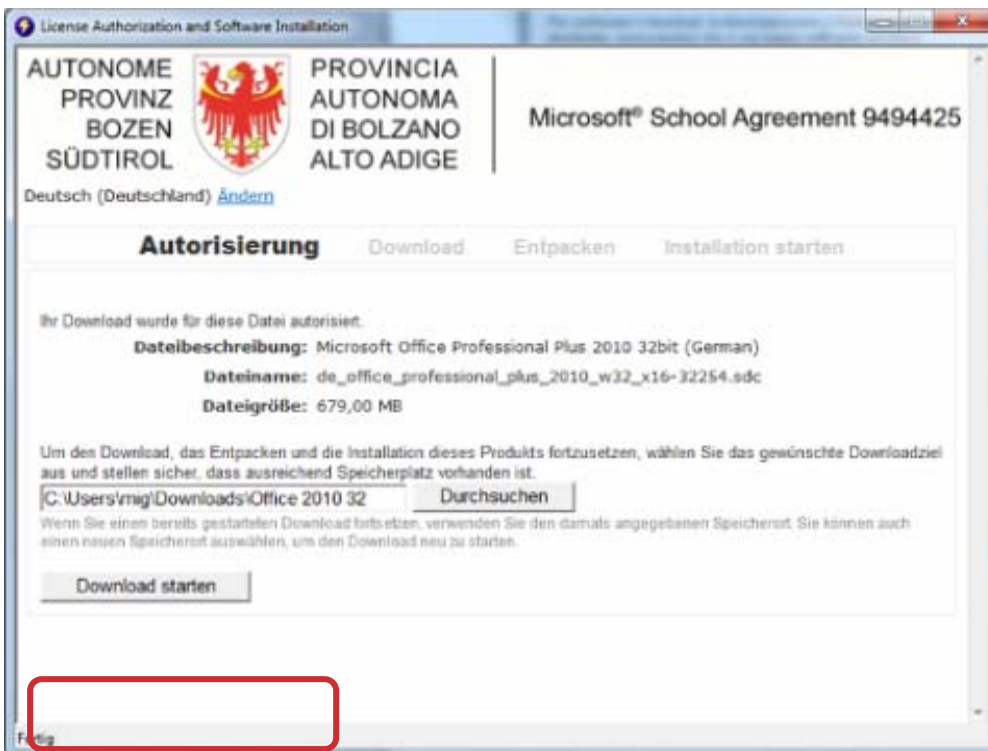 License Authorization and Software Installation
AUTONOME
PROVINZ
BOZEN
SÜDTIROL
PROVINCIA
AUTONOMA
DI BOLZANO
ALTO ADIGE
Microsoft® School Agreement 9494425
Deutsch (Deutschland) Ändern
Autorisierung Download Entpacken Installation starten
Ihr Download wurde für diese Datei autorisiert.
Dateibeschreibung: Microsoft Office Professional Plus 2010 32bit (German)
Dateiname: de_office_professional_plus_2010_w32_x16-32254.sdc
Dateigröße: 679,00 MB
Um den Download, das Entpacken und die Installation dieses Produkts fortzusetzen, wählen Sie das gewünschte Downloadziel
aus und stellen sicher, dass ausreichend Speicherplatz vorhanden ist.
C:\Users\mig\Downloads\Office 2010 32 Durchsuchen
Wenn Sie einen bereits gestarteten Download fortsetzen, verwenden Sie den damals angegebenen Speicherort. Sie können auch
einen neuen Speicherort auswählen, um den Download neu zu starten.
Download starten
Fertig